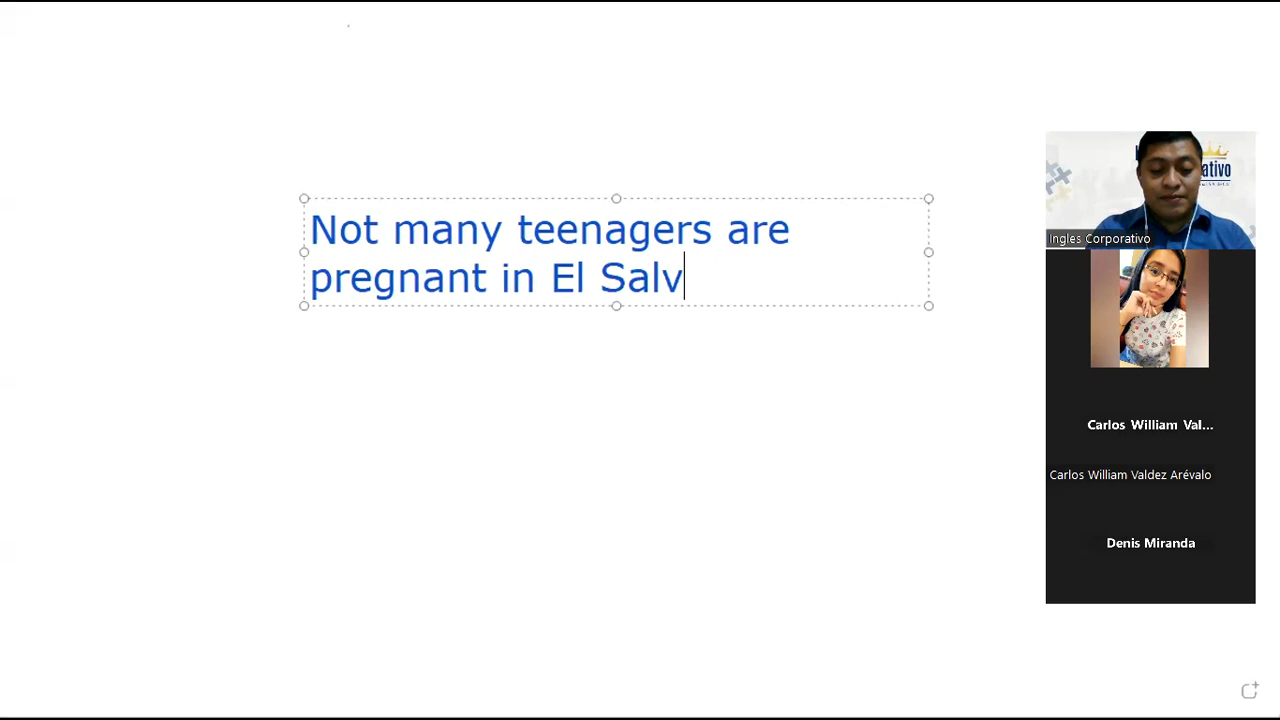 Not many teenagers are
pregnant in El Salv
ativo
Ingles Corporativo
Carlos William Val...
Carlos William Valdez Arévalo
Denis Miranda